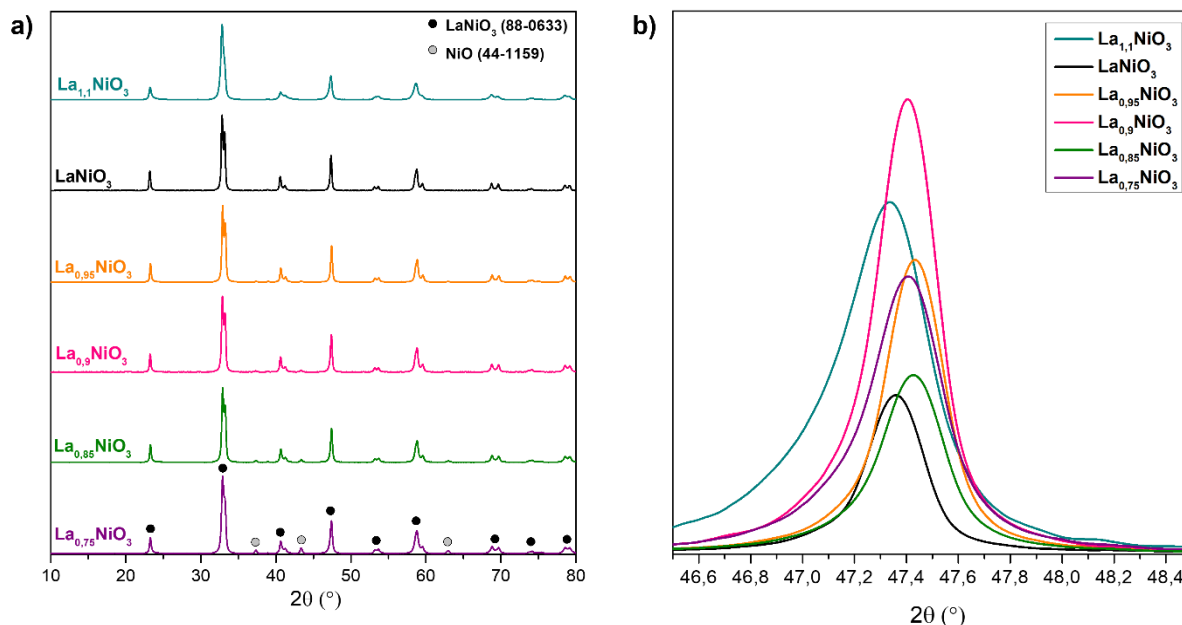 a)
LaNiO₃ (88-0633)
NiO (44-1159)
La₁,₁NiO₃
LaNiO₃
La₀,₉₅NiO₃
La₀,₉NiO₃
La₀,₈₅NiO₃
La₀,₇₅NiO₃
10 20 30 40 50 60 70 80
2θ (°)
b)
La₁,₁NiO₃
LaNiO₃
La₀,₉₅NiO₃
La₀,₉NiO₃
La₀,₈₅NiO₃
La₀,₇₅NiO₃
46,6 46,8 47,0 47,2 47,4 47,6 47,8 48,0 48,2 48,4
2θ (°)